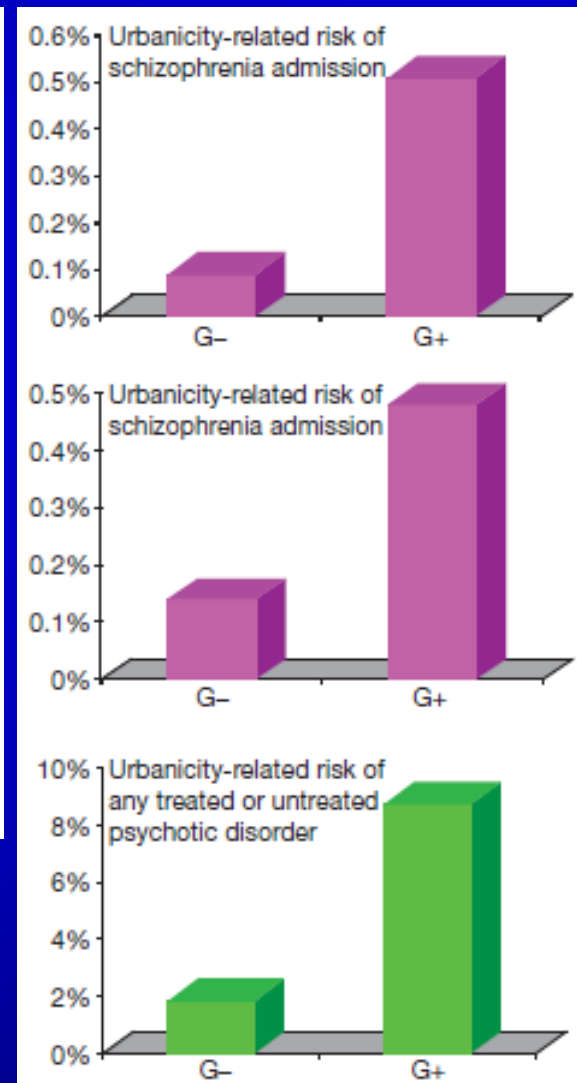 0.6%
Urbanicity-related risk of
schizophrenia admission
0.5%
0.4%
0.3%
0.2%
0.1%
0%
G– G+
0.5%
Urbanicity-related risk of
schizophrenia admission
0.4%
0.3%
0.2%
0.1%
0%
G– G+
10%
Urbanicity-related risk of
any treated or untreated
psychotic disorder
8%
6%
4%
2%
0%
G– G+